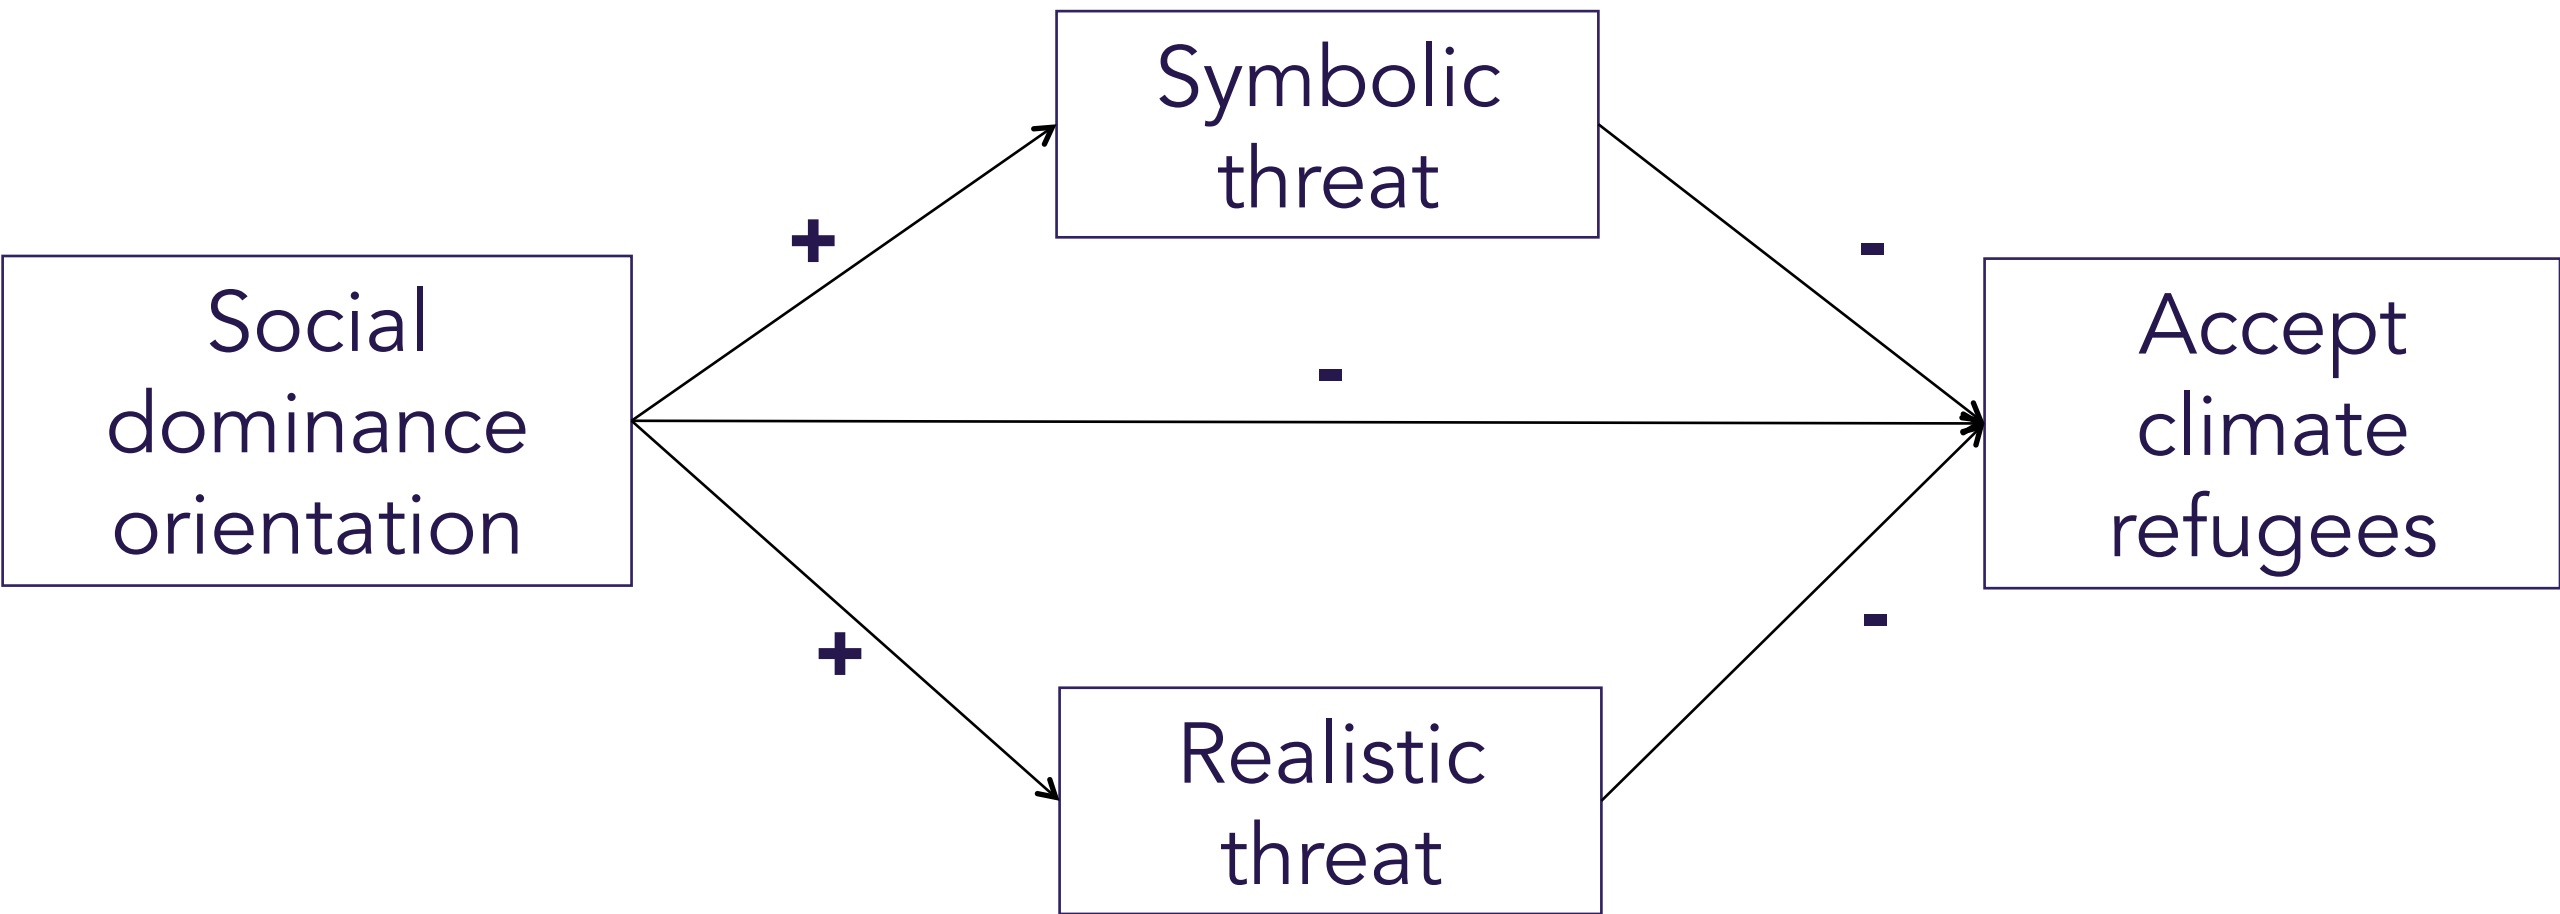 Symbolic
threat
+
-
Social
dominance
orientation
-
Accept
climate
refugees
+
-
Realistic
threat